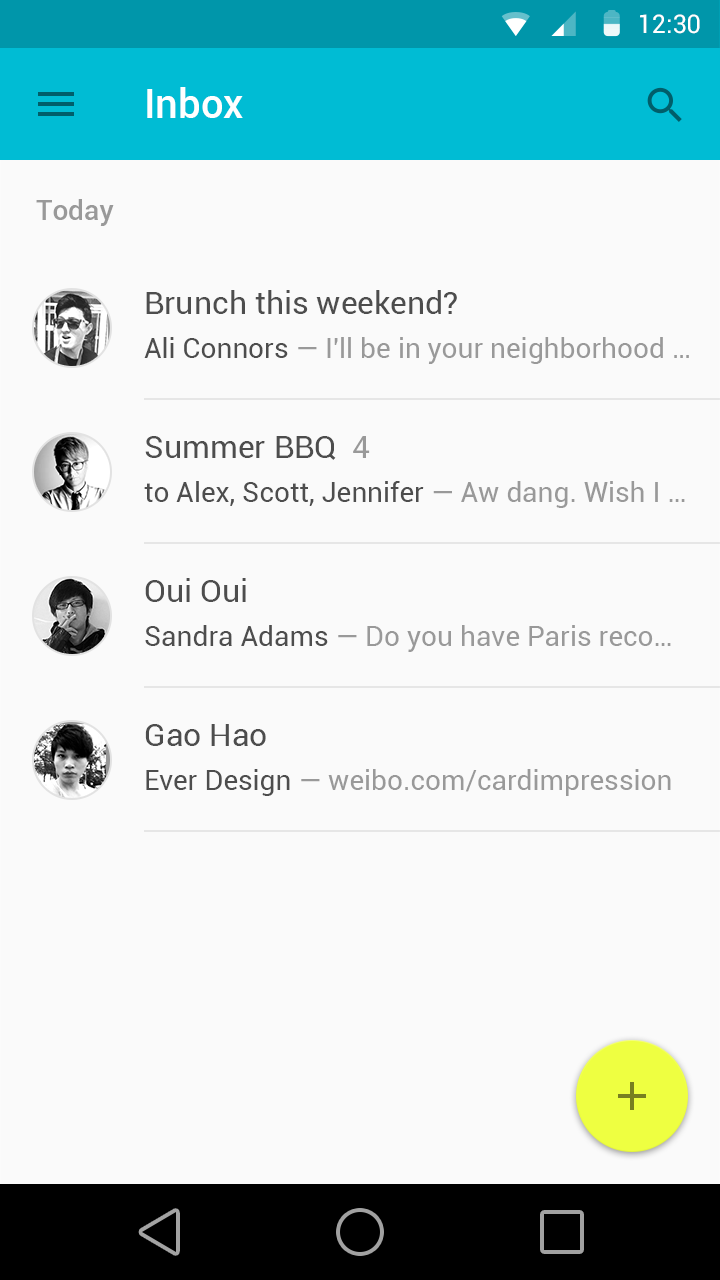 12:30
Inbox
Today
Brunch this weekend?
Ali Connors — I'll be in your neighborhood ...
Summer BBQ 4
to Alex, Scott, Jennifer — Aw dang. Wish I ...
Oui Oui
Sandra Adams — Do you have Paris reco...
Gao Hao
Ever Design — weibo.com/cardimpression